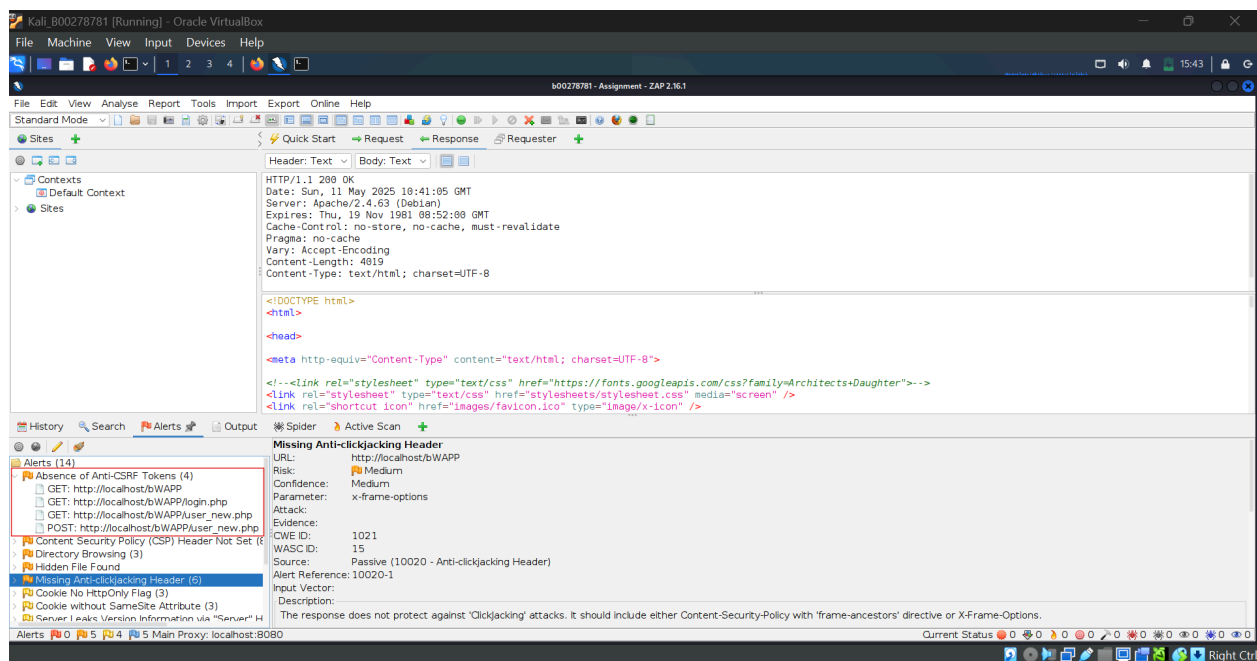 Kali_B00278781 [Running] - Oracle VirtualBox
File Machine View Input Devices Help
1 2 3 4
15:43
b00278781 - Assignment - ZAP 2.16.1
File Edit View Analyse Report Tools Import Export Online Help
Standard Mode
Sites
Quick Start Request Response Requester
Header: Text Body: Text
Contexts
Default Context
Sites
HTTP/1.1 200 OK
Date: Sun, 11 May 2025 10:41:05 GMT
Server: Apache/2.4.63 (Debian)
Expires: Thu, 19 Nov 1981 08:52:00 GMT
Cache-Control: no-store, no-cache, must-revalidate
Pragma: no-cache
Vary: Accept-Encoding
Content-Length: 4019
Content-Type: text/html; charset=UTF-8
<!DOCTYPE html>
<html>
<head>
<meta http-equiv="Content-Type" content="text/html; charset=UTF-8">
<!--<link rel="stylesheet" type="text/css" href="https://fonts.googleapis.com/css?family=Architects+Daughter">-->
<link rel="stylesheet" type="text/css" href="stylesheets/stylesheet.css" media="screen" />
<link rel="shortcut icon" href="images/favicon.ico" type="image/x-icon" />
History Search Alerts Output Spider Active Scan
Alerts (14)
Absence of Anti-CSRF Tokens (4)
GET: http://localhost/bWAPP
GET: http://localhost/bWAPP/login.php
GET: http://localhost/bWAPP/user_new.php
POST: http://localhost/bWAPP/user_new.php
Content Security Policy (CSP) Header Not Set (
Directory Browsing (3)
Hidden File Found
Missing Anti-clickjacking Header (6)
Cookie No HttpOnly Flag (3)
Cookie without SameSite Attribute (3)
Server Leaks Version Information via "Server" H
Missing Anti-clickjacking Header
URL: http://localhost/bWAPP
Risk: Medium
Confidence: Medium
Parameter: x-frame-options
Attack:
Evidence:
CWE ID: 1021
WASC ID: 15
Source: Passive (10020 - Anti-clickjacking Header)
Alert Reference: 10020-1
Input Vector:
Description:
The response does not protect against 'Clickjacking' attacks. It should include either Content-Security-Policy with 'frame-ancestors' directive or X-Frame-Options.
Alerts 0 5 4 5 Main Proxy: localhost:8080
Current Status 0 0 0 0 0 0 0 0 0 0
Right Ctrl